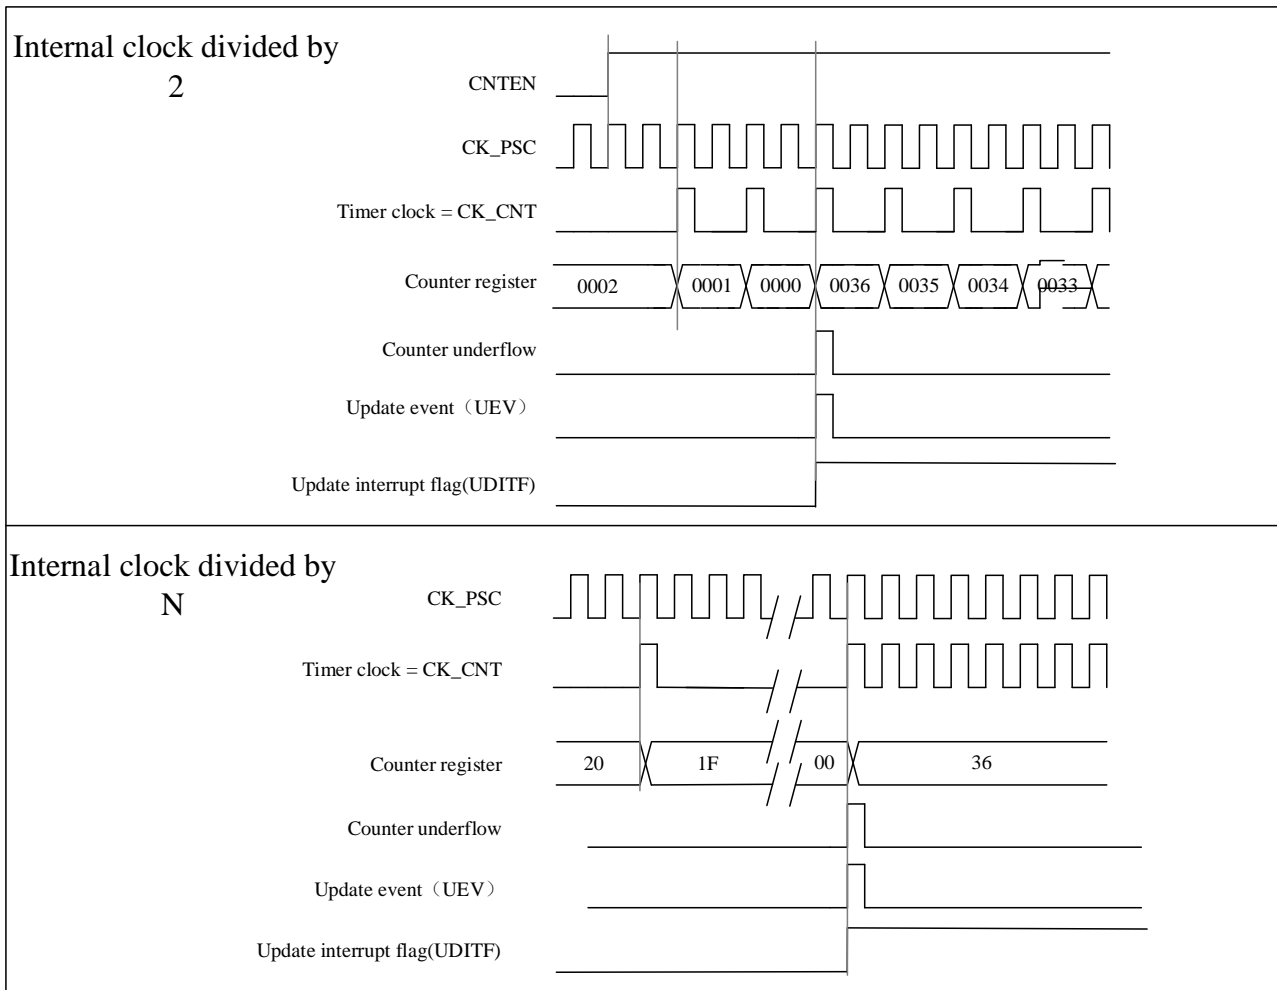 Internal clock divided by
2
CNTEN
CK_PSC
Timer clock = CK_CNT
Counter register
0002 0001 0000 0036 0035 0034 0033
Counter underflow
Update event（UEV）
Update interrupt flag(UDITF)
Internal clock divided by
N
CK_PSC
Timer clock = CK_CNT
Counter register
20 1F 00 36
Counter underflow
Update event（UEV）
Update interrupt flag(UDITF)